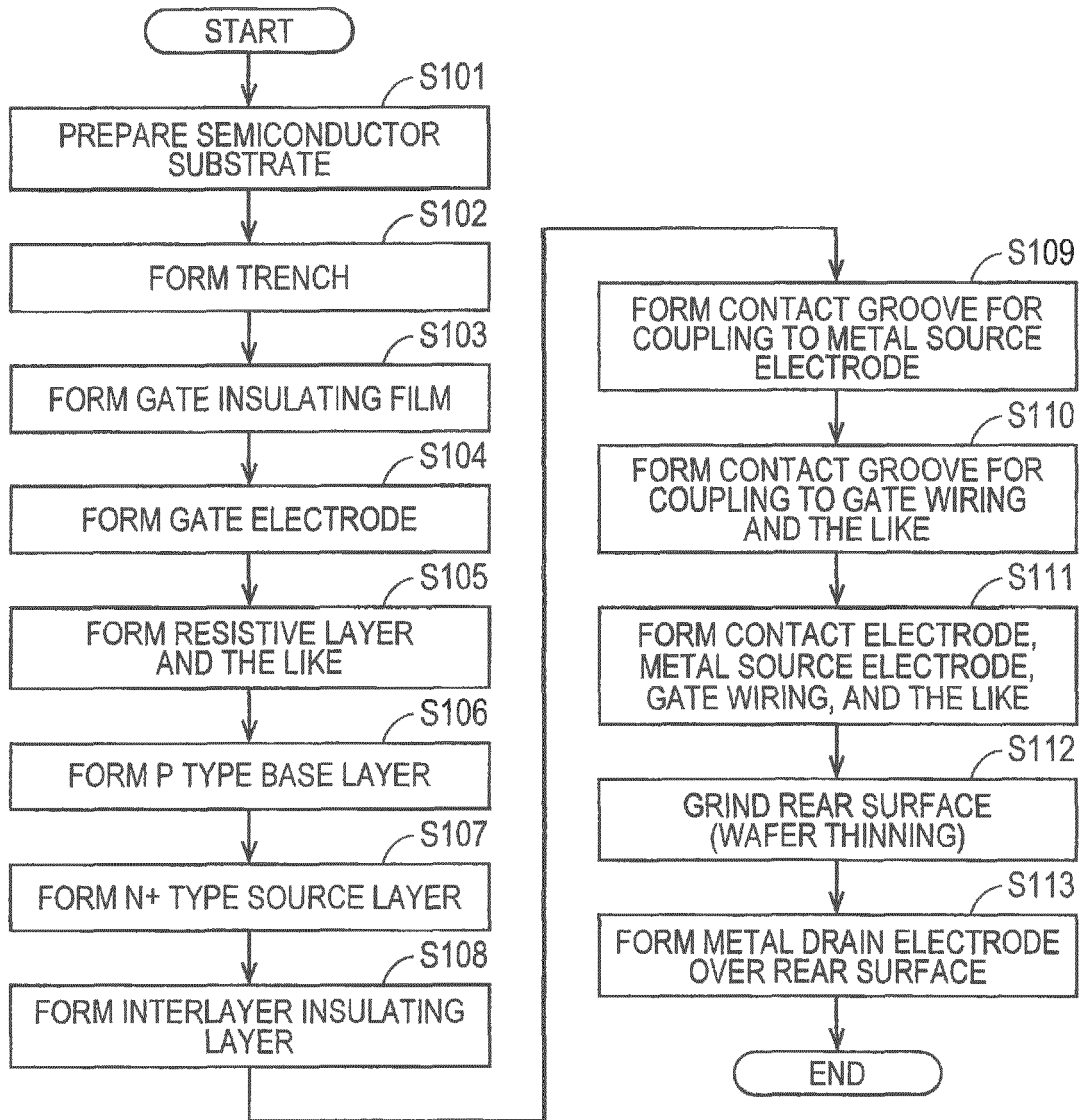 START
S101
PREPARE SEMICONDUCTOR
SUBSTRATE
S102
FORM TRENCH
S103
FORM GATE INSULATING FILM
S104
FORM GATE ELECTRODE
S105
FORM RESISTIVE LAYER
AND THE LIKE
S106
FORM P TYPE BASE LAYER
S107
FORM N+ TYPE SOURCE LAYER
S108
FORM INTERLAYER INSULATING
LAYER
S109
FORM CONTACT GROOVE FOR
COUPLING TO METAL SOURCE
ELECTRODE
S110
FORM CONTACT GROOVE FOR
COUPLING TO GATE WIRING
AND THE LIKE
S111
FORM CONTACT ELECTRODE,
METAL SOURCE ELECTRODE,
GATE WIRING, AND THE LIKE
S112
GRIND REAR SURFACE
(WAFER THINNING)
S113
FORM METAL DRAIN ELECTRODE
OVER REAR SURFACE
END